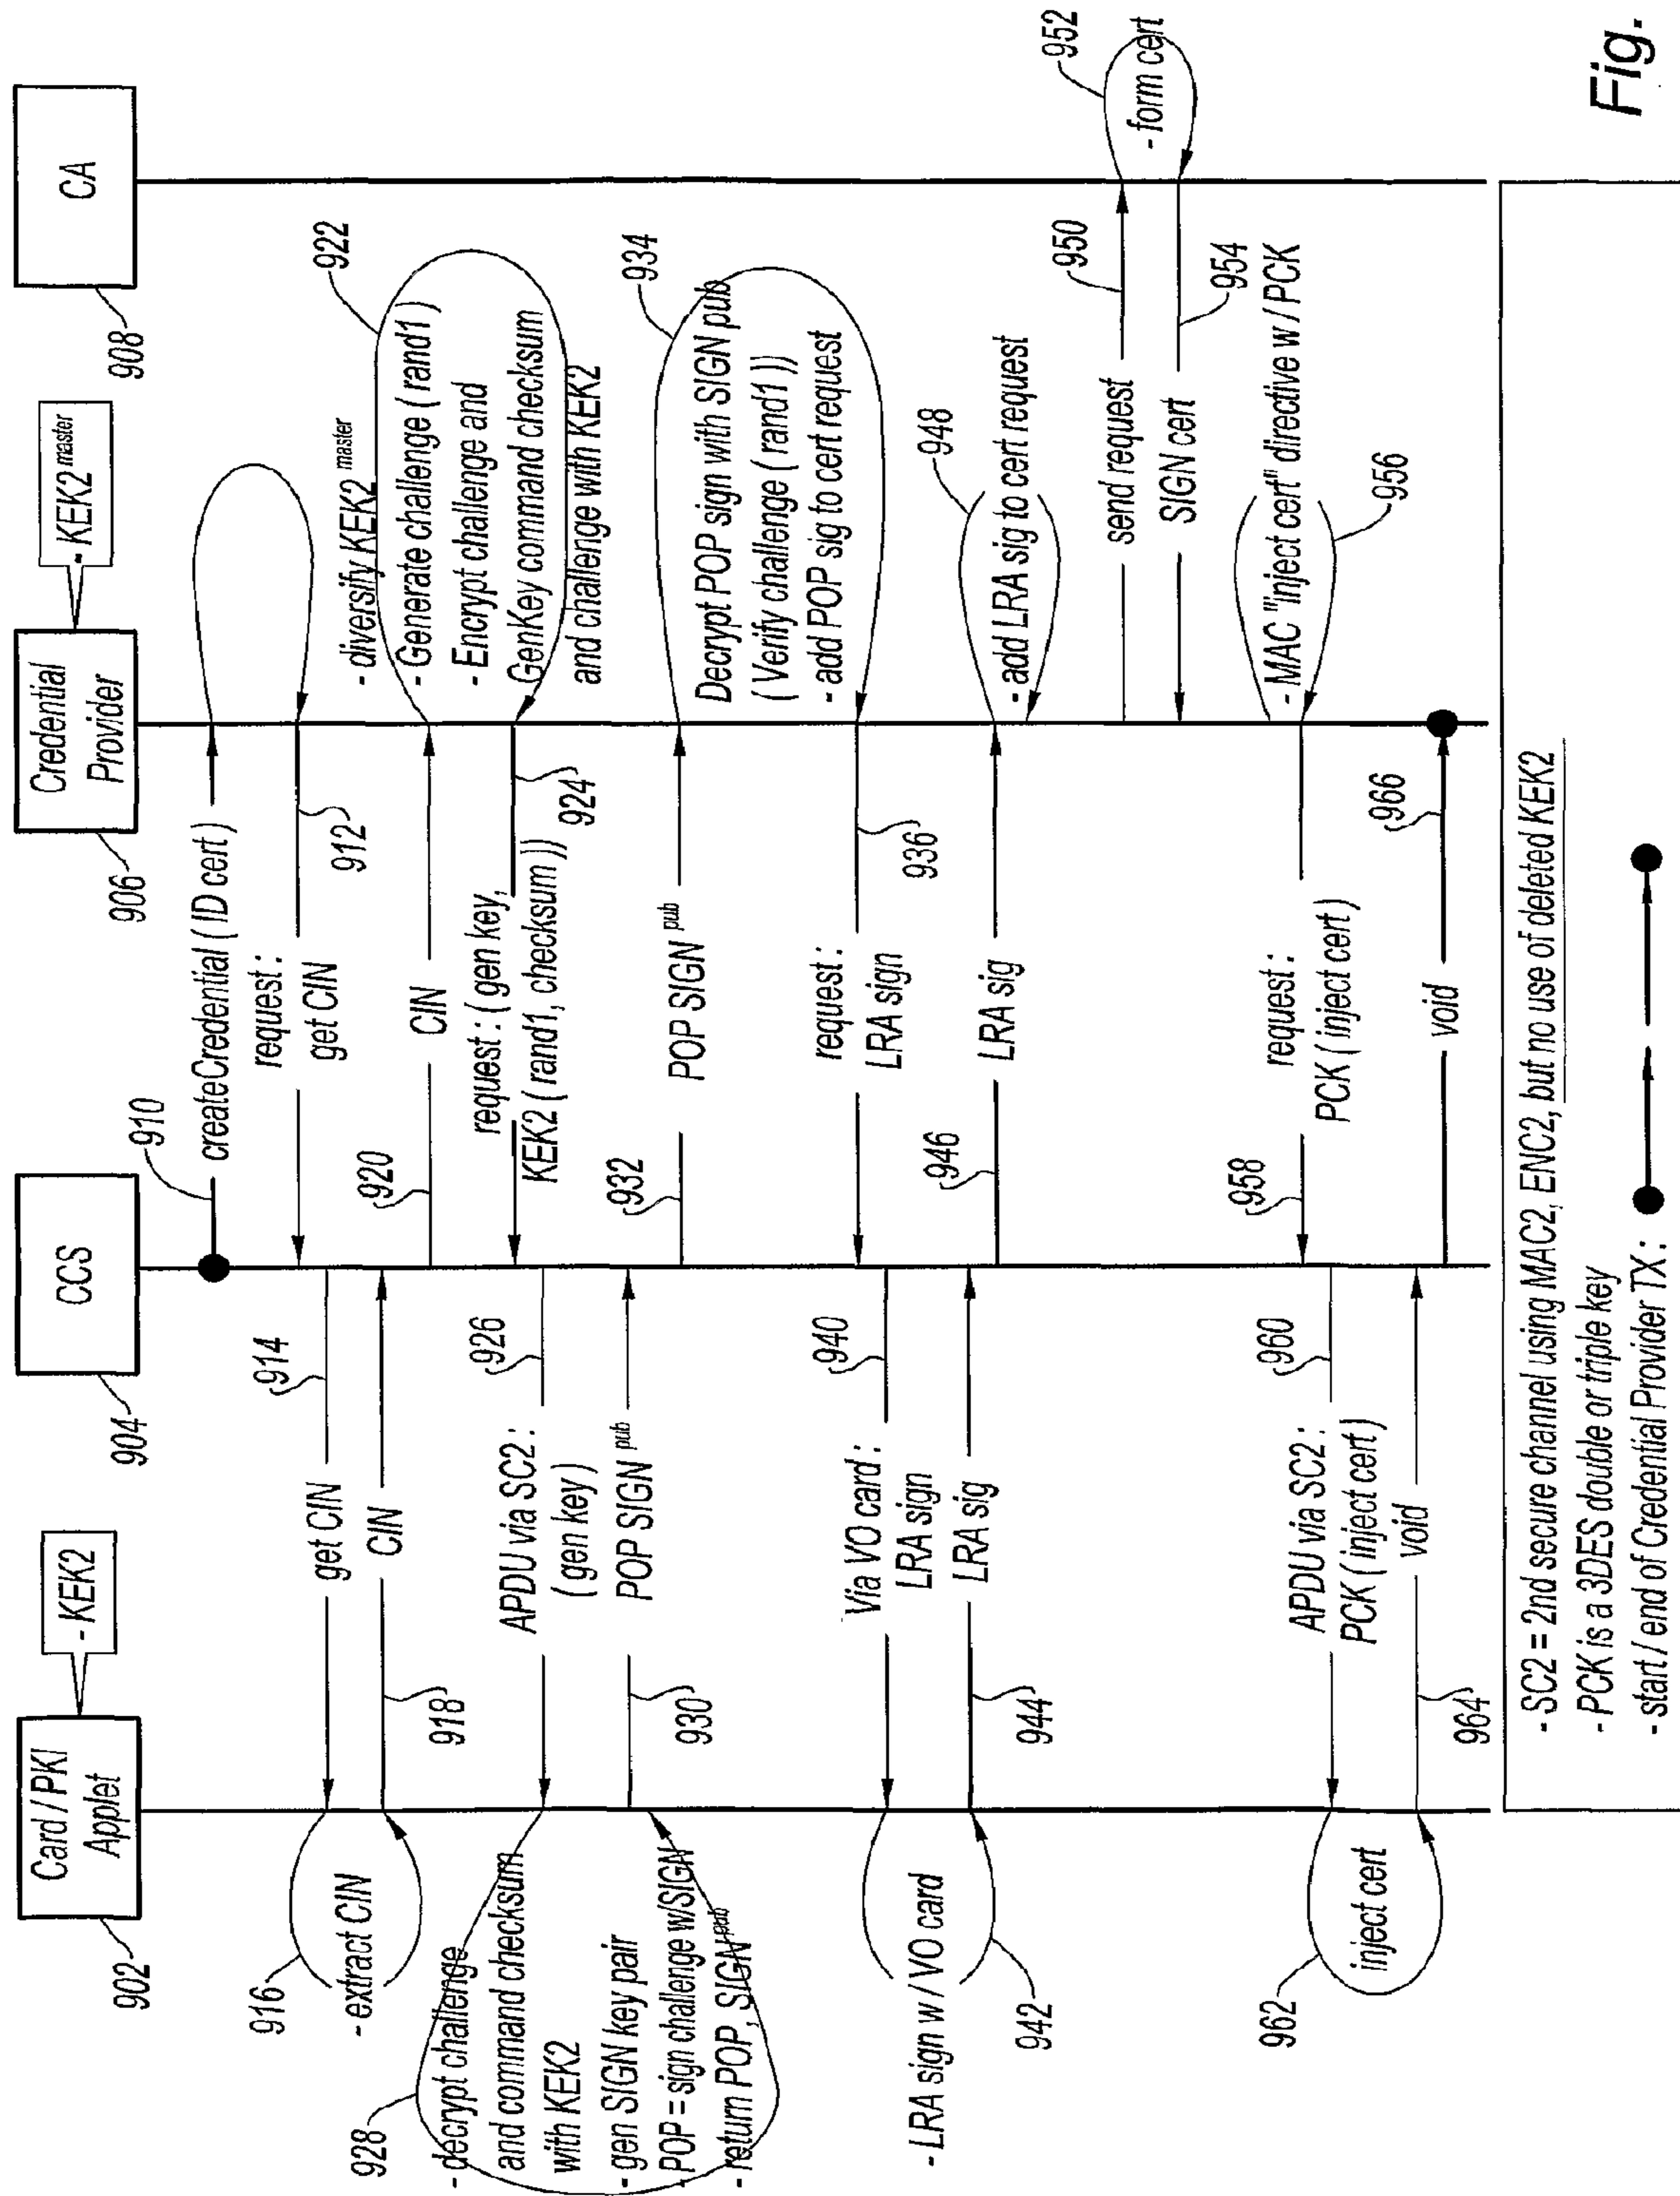 Card / PKI
Applet
902
- KEK2
CCS
904
Credential
Provider
906
- KEK2 master
CA
908
910
createCredential ( ID cert )
request :
get CIN
912
914
get CIN
916
- extract CIN
CIN
918
920
CIN
922
- diversify KEK2 master
- Generate challenge ( rand1 )
- Encrypt challenge and
GenKey command checksum
and challenge with KEK2
request : ( gen key,
KEK2 ( rand1, checksum ))
924
926
APDU via SC2 :
( gen key )
928
- decrypt challenge
and command checksum
with KEK2
- gen SIGN key pair
- POP = sign challenge w/SIGN
- return POP, SIGN pub
POP SIGN pub
930
932
POP SIGN pub
934
Decrypt POP sign with SIGN pub
( Verify challenge ( rand1 ))
- add POP sig to cert request
request :
LRA sign
936
940
Via VO card :
LRA sign
- LRA sign w / VO card
942
LRA sig
944
946
LRA sig
948
- add LRA sig to cert request
send request
950
952
- form cert
SIGN cert
954
- MAC "inject cert" directive w / PCK
956
request :
PCK ( inject cert )
958
960
APDU via SC2 :
PCK ( inject cert )
962
inject cert
void
964
void
966
- SC2 = 2nd secure channel using MAC2, ENC2, but no use of deleted KEK2
- PCK is a 3DES double or triple key
- start / end of Credential Provider TX :
Fig.